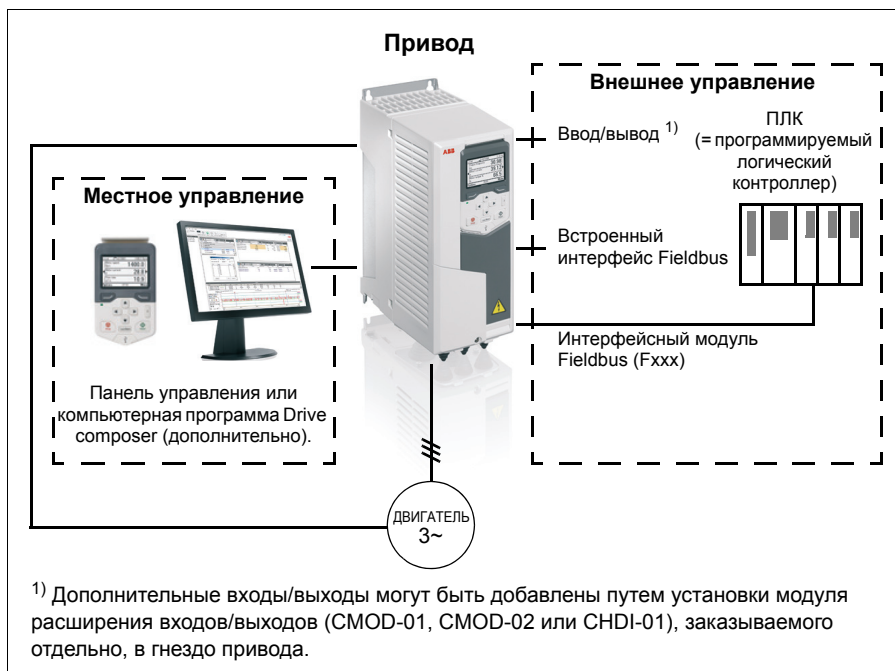 Привод
Внешнее управление
ABB
Ввод/вывод 1)
ПЛК
(= программируемый
логический
контроллер)
Местное управление
Встроенный
интерфейс Fieldbus
Интерфейсный модуль
Fieldbus (Fxxx)
Панель управления или
компьютерная программа Drive
composer (дополнительно).
ДВИГАТЕЛЬ
3~
1) Дополнительные входы/выходы могут быть добавлены путем установки модуля
расширения входов/выходов (CMOD-01, CMOD-02 или CHDI-01), заказываемого
отдельно, в гнездо привода.